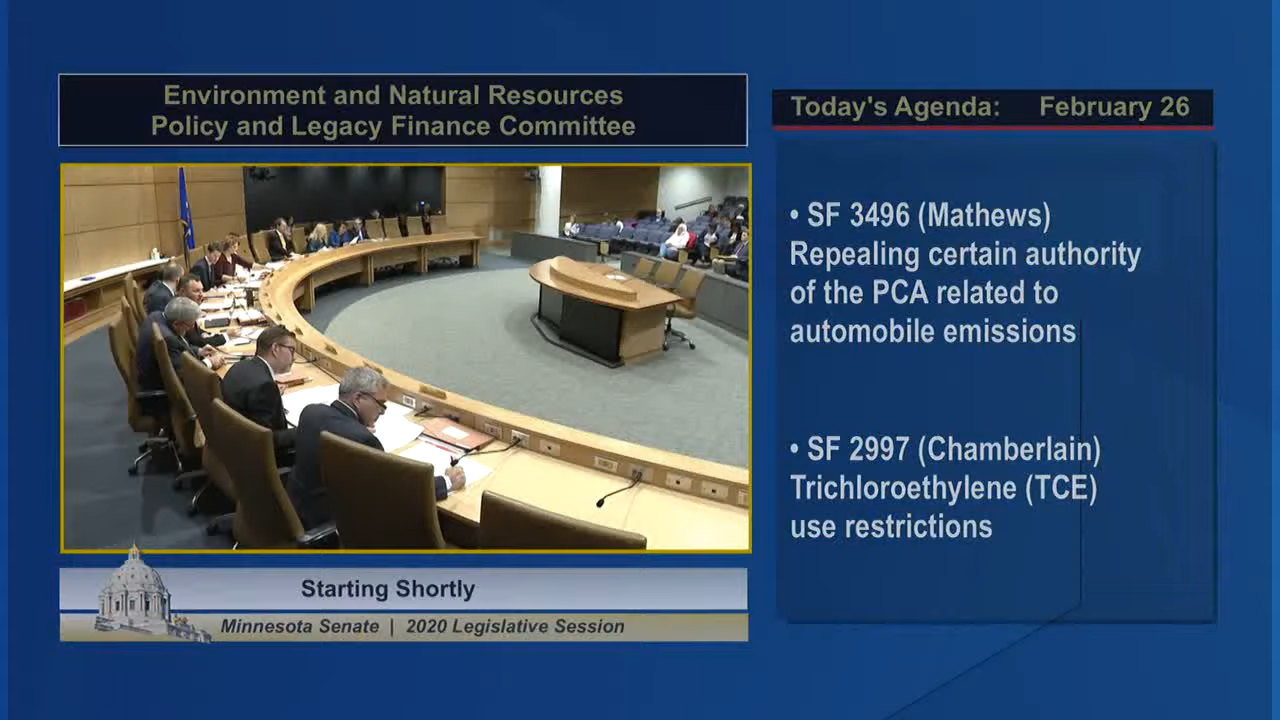 Environment and Natural Resources
Policy and Legacy Finance Committee
Today's Agenda: February 26
• SF 3496 (Mathews)
Repealing certain authority
of the PCA related to
automobile emissions
• SF 2997 (Chamberlain)
Trichloroethylene (TCE)
use restrictions
Starting Shortly
Minnesota Senate | 2020 Legislative Session